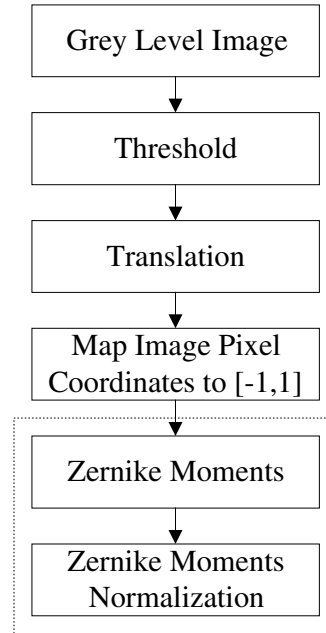 Grey Level Image
Threshold
Translation
Map Image Pixel
Coordinates to [-1,1]
Zernike Moments
Zernike Moments
Normalization